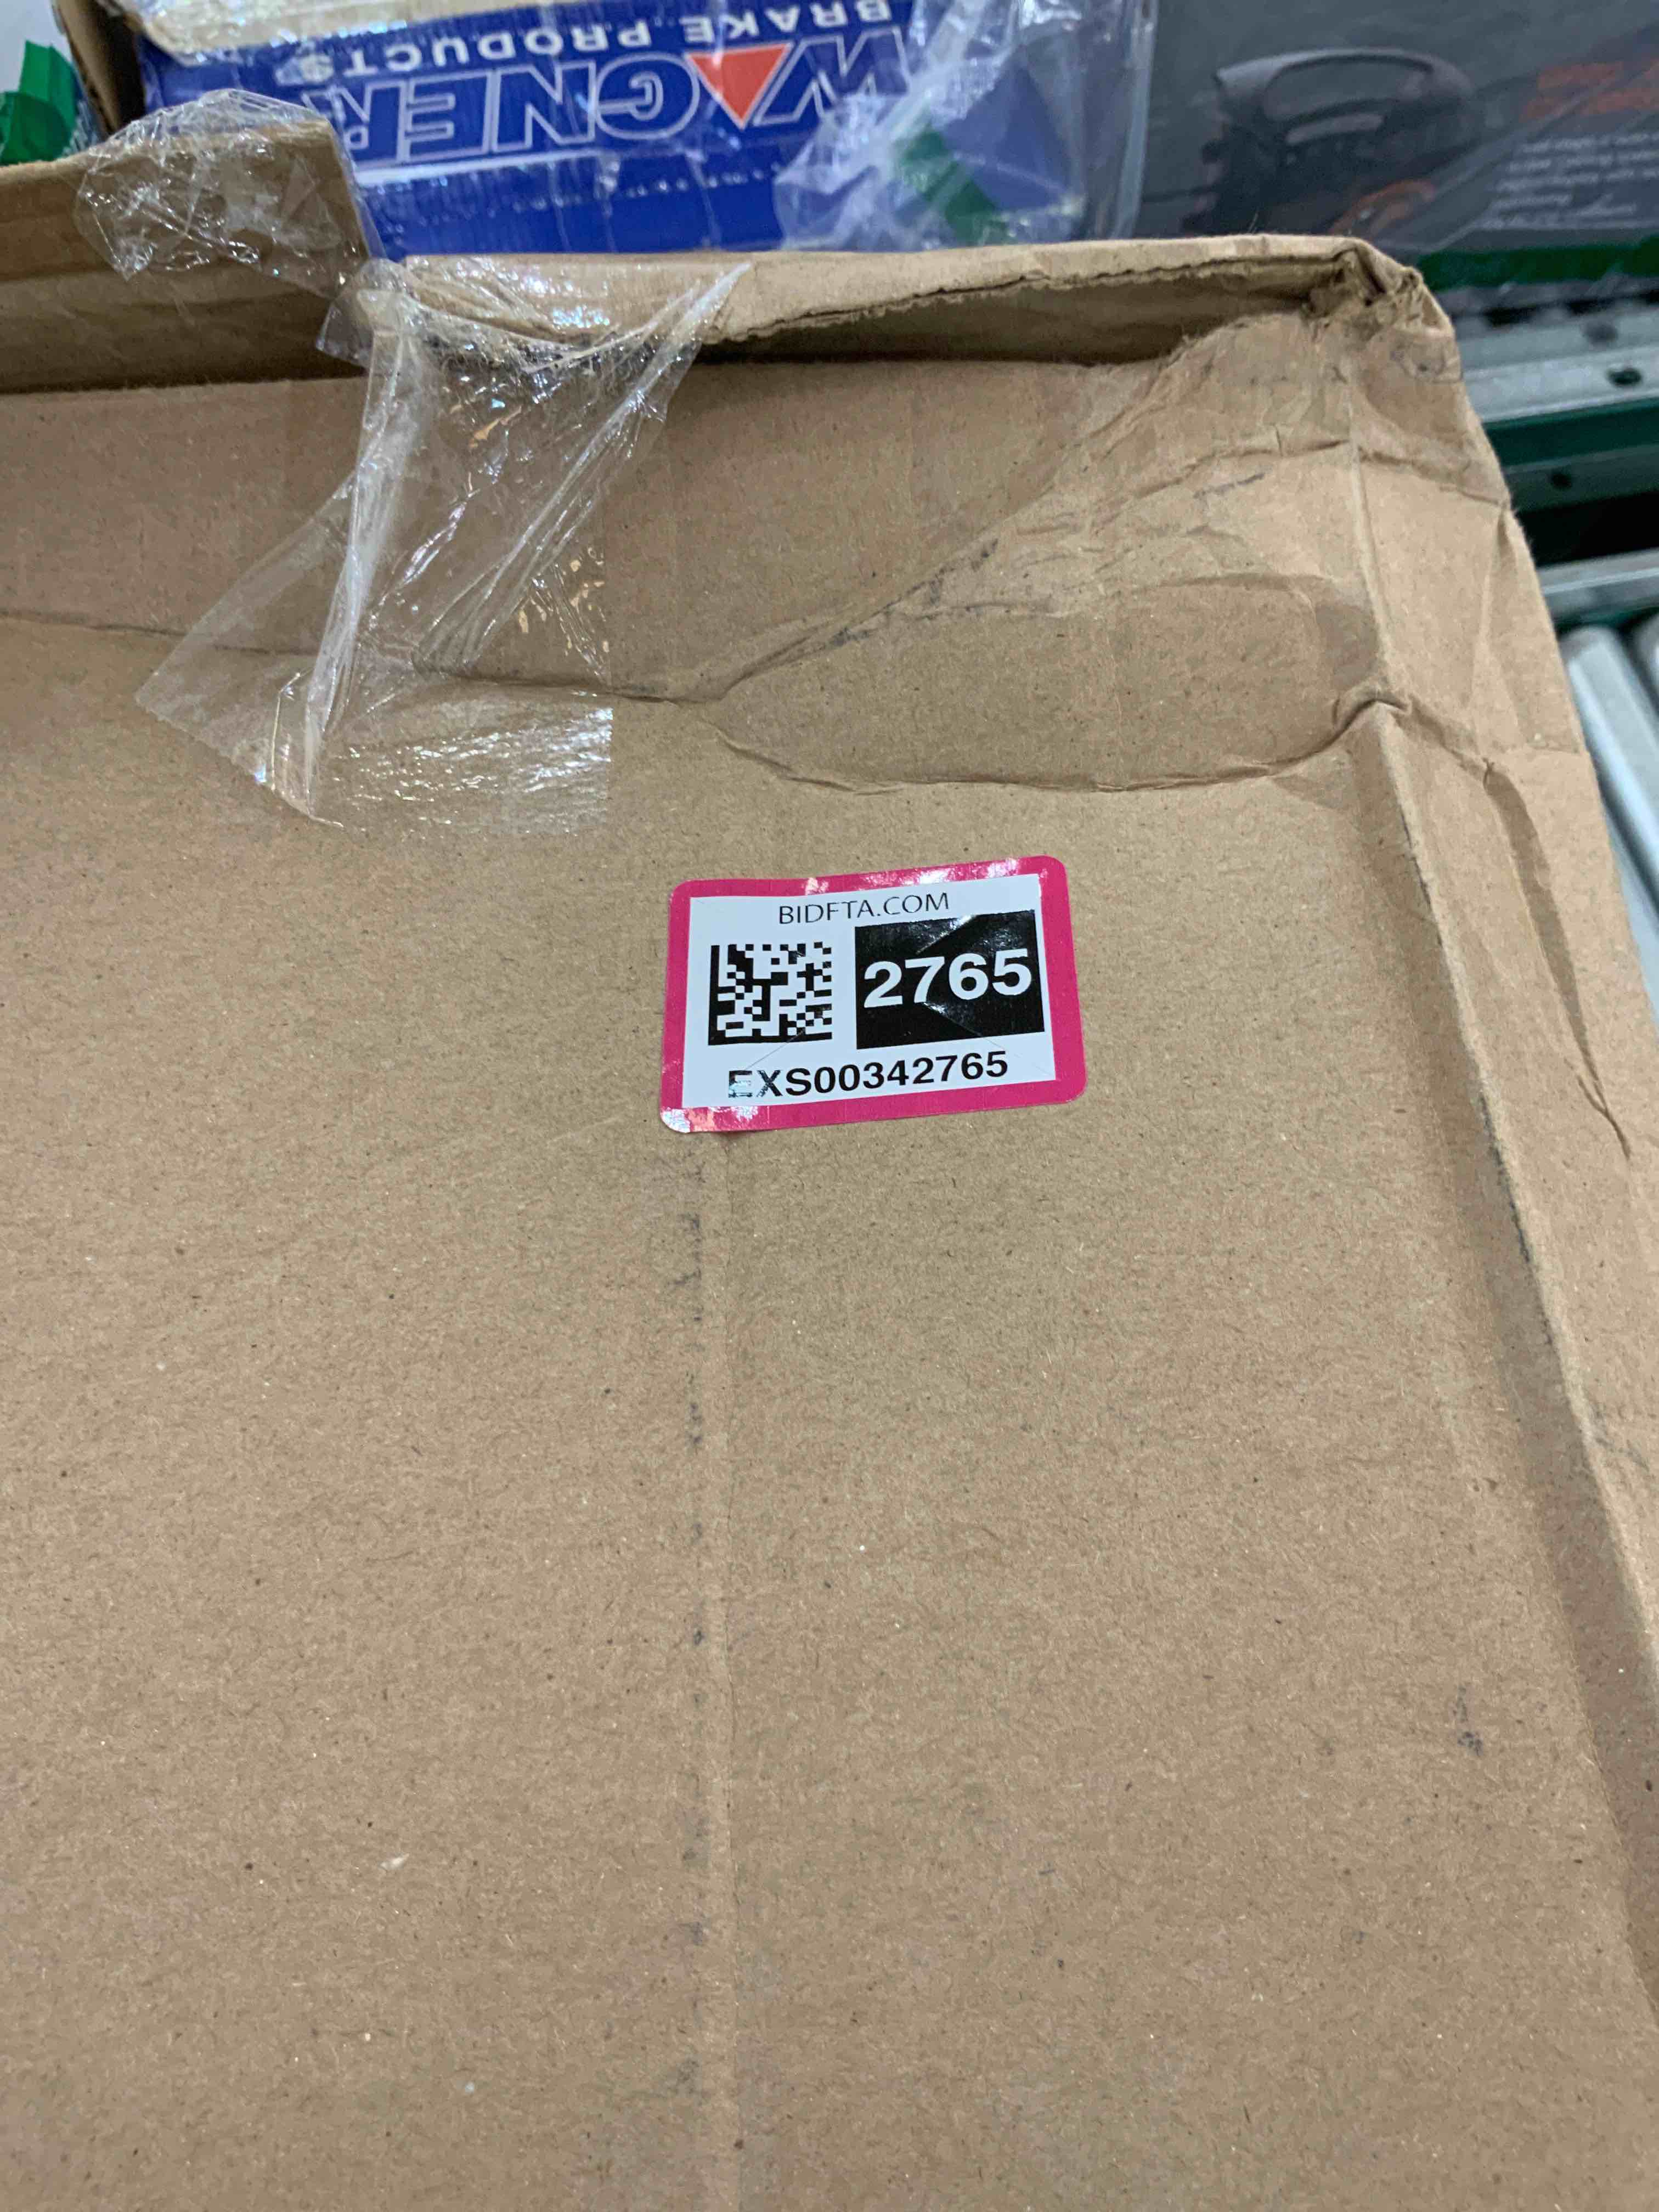 WAGNER
BRAKE PRODUCTS
BIDFTA.COM
2765
EXS00342765